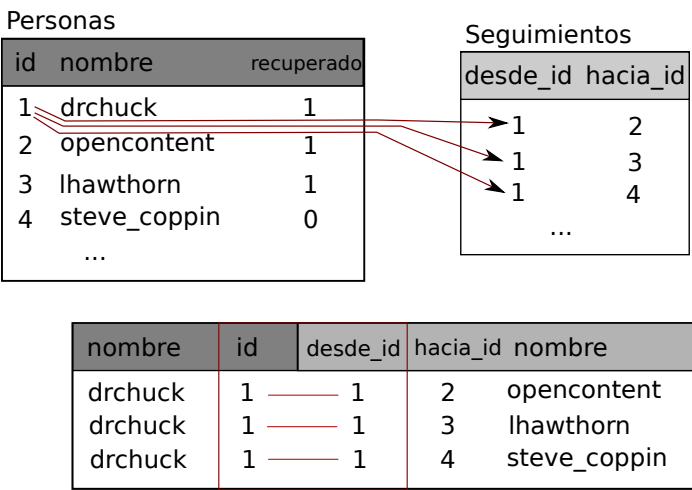 Personas
id nombre recuperado
1 drchuck 1
2 opencontent 1
3 lhawthorn 1
4 steve_coppin 0
...
Seguimientos
desde_id hacia_id
1 2
1 3
1 4
...
nombre id desde_id hacia_id nombre
drchuck 1 1 2 opencontent
drchuck 1 1 3 lhawthorn
drchuck 1 1 4 steve_coppin